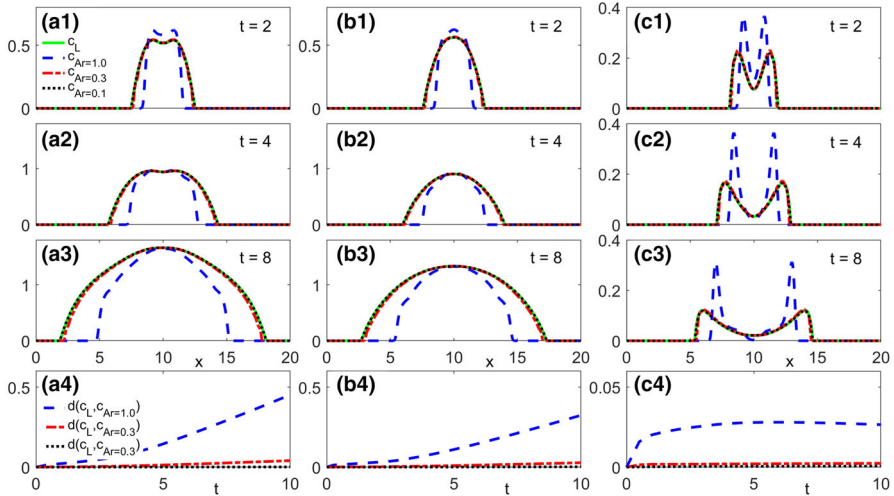 (a1) t = 2
0.5
c_L
c_Ar=1.0
c_Ar=0.3
c_Ar=0.1
0
(b1) t = 2
0.4
(c1) t = 2
0.2
0
(a2) t = 4
1
0
(b2) t = 4
0.4
(c2) t = 4
0.2
0
(a3) t = 8
1
0
0 5 10 15 20
x
(b3) t = 8
0 5 10 15 20
x
0.4
(c3) t = 8
0.2
0
0 5 10 15 20
x
0.5
(a4)
d(c_L,c_Ar=1.0)
d(c_L,c_Ar=0.3)
d(c_L,c_Ar=0.3)
0
0 5 10
t
0.5
(b4)
0
0 5 10
t
0.05
(c4)
0
0 5 10
t